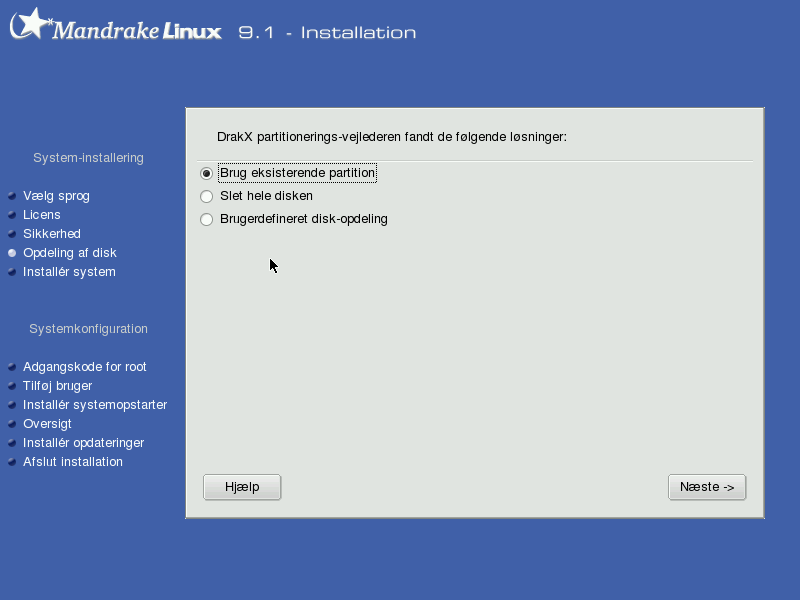 MandrakeLinux 9.1 - Installation
DrakX partitionerings-vejlederen fandt de følgende løsninger:
System-installering
Brug eksisterende partition
Vælg sprog
Slet hele disken
Licens
Brugerdefineret disk-opdeling
Sikkerhed
Opdeling af disk
Installér system
Systemkonfiguration
Adgangskode for root
Tilføj bruger
Installér systemopstarter
Oversigt
Installér opdateringer
Afslut installation
Hjælp
Næste ->